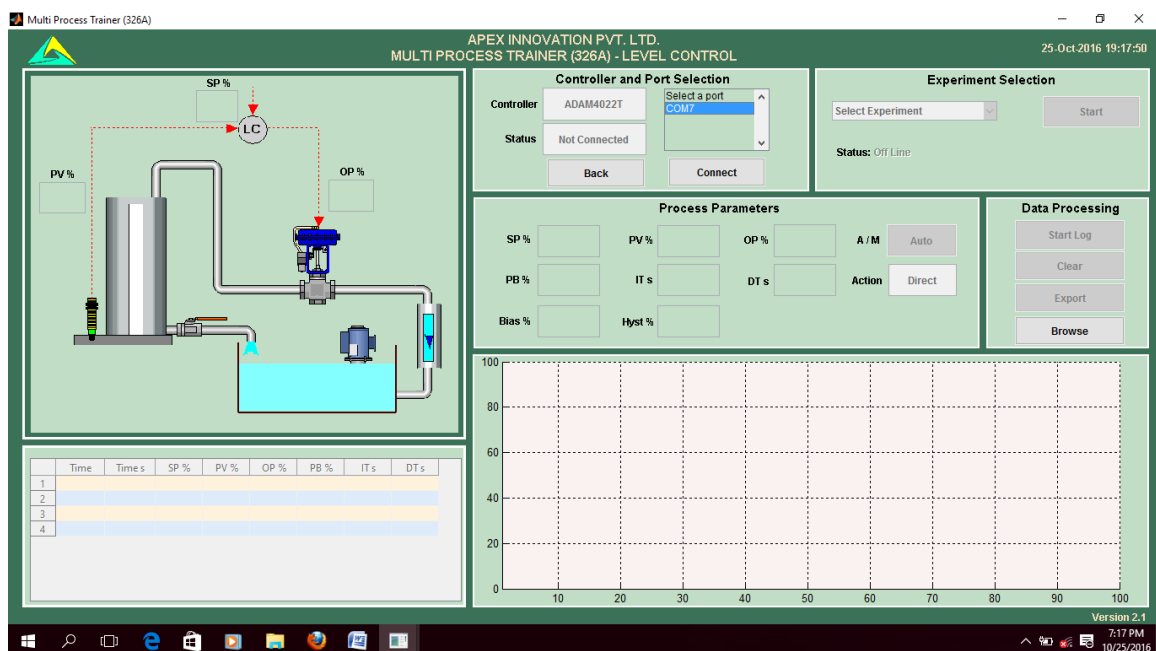 Multi Process Trainer (326A)
APEX INNOVATION PVT. LTD.
MULTI PROCESS TRAINER (326A) - LEVEL CONTROL
25-Oct-2016 19:17:50
SP %
LC
PV %
OP %
Controller and Port Selection
Controller
ADAM4022T
Select a port
COM7
Status
Not Connected
Back
Connect
Experiment Selection
Select Experiment
Start
Status: Off Line
Process Parameters
SP %
PV %
OP %
A / M
Auto
PB %
IT s
DT s
Action
Direct
Bias %
Hyst %
Data Processing
Start Log
Clear
Export
Browse
Time Time s SP % PV % OP % PB % IT s DT s
1
2
3
4
100
80
60
40
20
0
10 20 30 40 50 60 70 80 90 100
Version 2.1
7:17 PM
10/25/2016